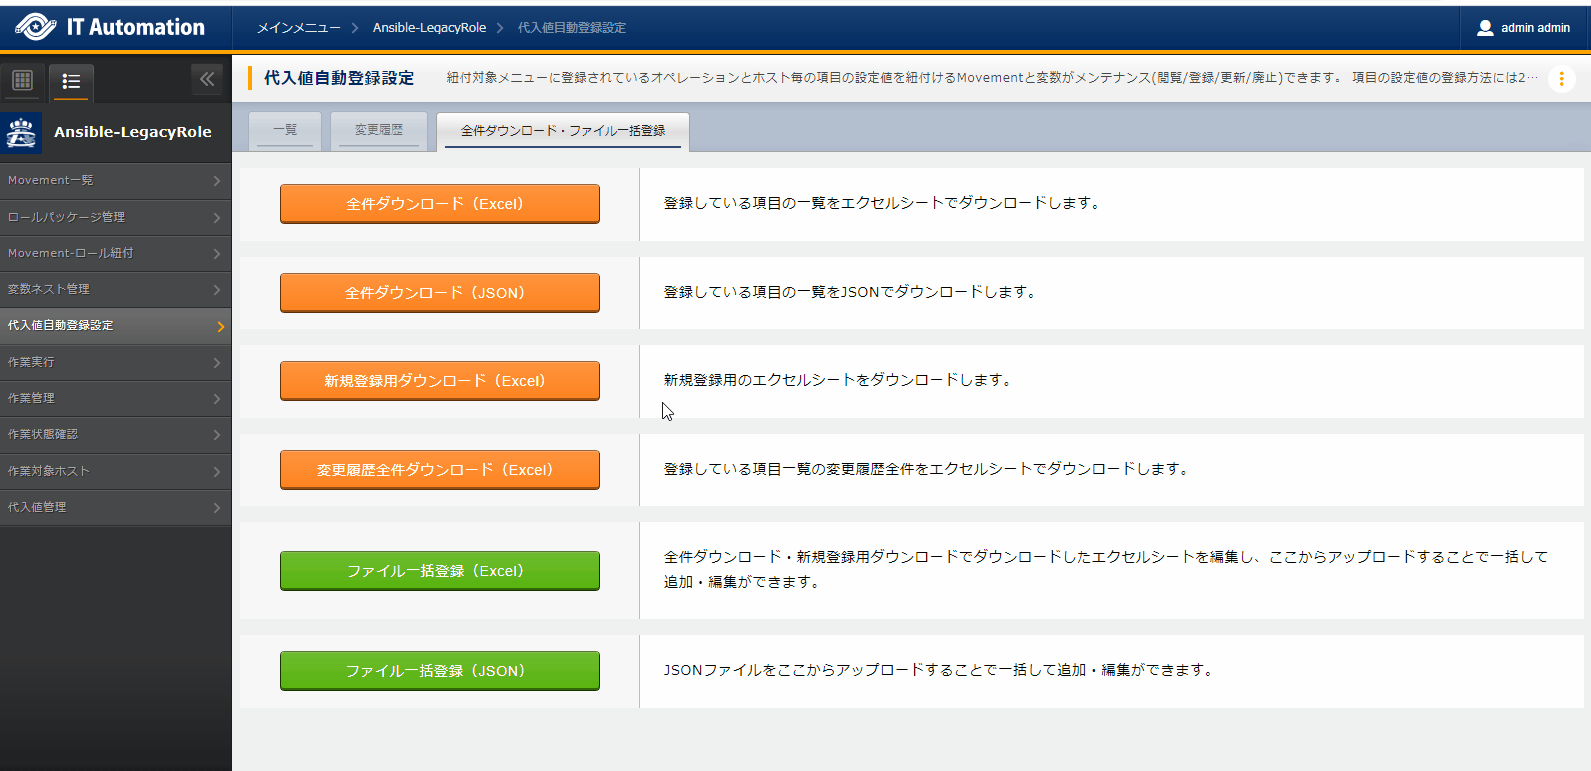 IT Automation
メインメニュー > Ansible-LegacyRole > 代入値自動登録設定
admin admin
Ansible-LegacyRole
Movement一覧
ロールパッケージ管理
Movement-ロール紐付
変数ネスト管理
代入値自動登録設定
作業実行
作業管理
作業状態確認
作業対象ホスト
代入値管理
代入値自動登録設定
紐付対象メニューに登録されているオペレーションとホスト毎の項目の設定値を紐付けるMovementと変数がメンテナンス(閲覧/登録/更新/廃止)できます。 項目の設定値の登録方法には2…
一覧
変更履歴
全件ダウンロード・ファイル一括登録
全件ダウンロード（Excel）
登録している項目の一覧をエクセルシートでダウンロードします。
全件ダウンロード（JSON）
登録している項目の一覧をJSONでダウンロードします。
新規登録用ダウンロード（Excel）
新規登録用のエクセルシートをダウンロードします。
変更履歴全件ダウンロード（Excel）
登録している項目一覧の変更履歴全件をエクセルシートでダウンロードします。
ファイル一括登録（Excel）
全件ダウンロード・新規登録用ダウンロードでダウンロードしたエクセルシートを編集し、ここからアップロードすることで一括して
追加・編集ができます。
ファイル一括登録（JSON）
JSONファイルをここからアップロードすることで一括して追加・編集ができます。